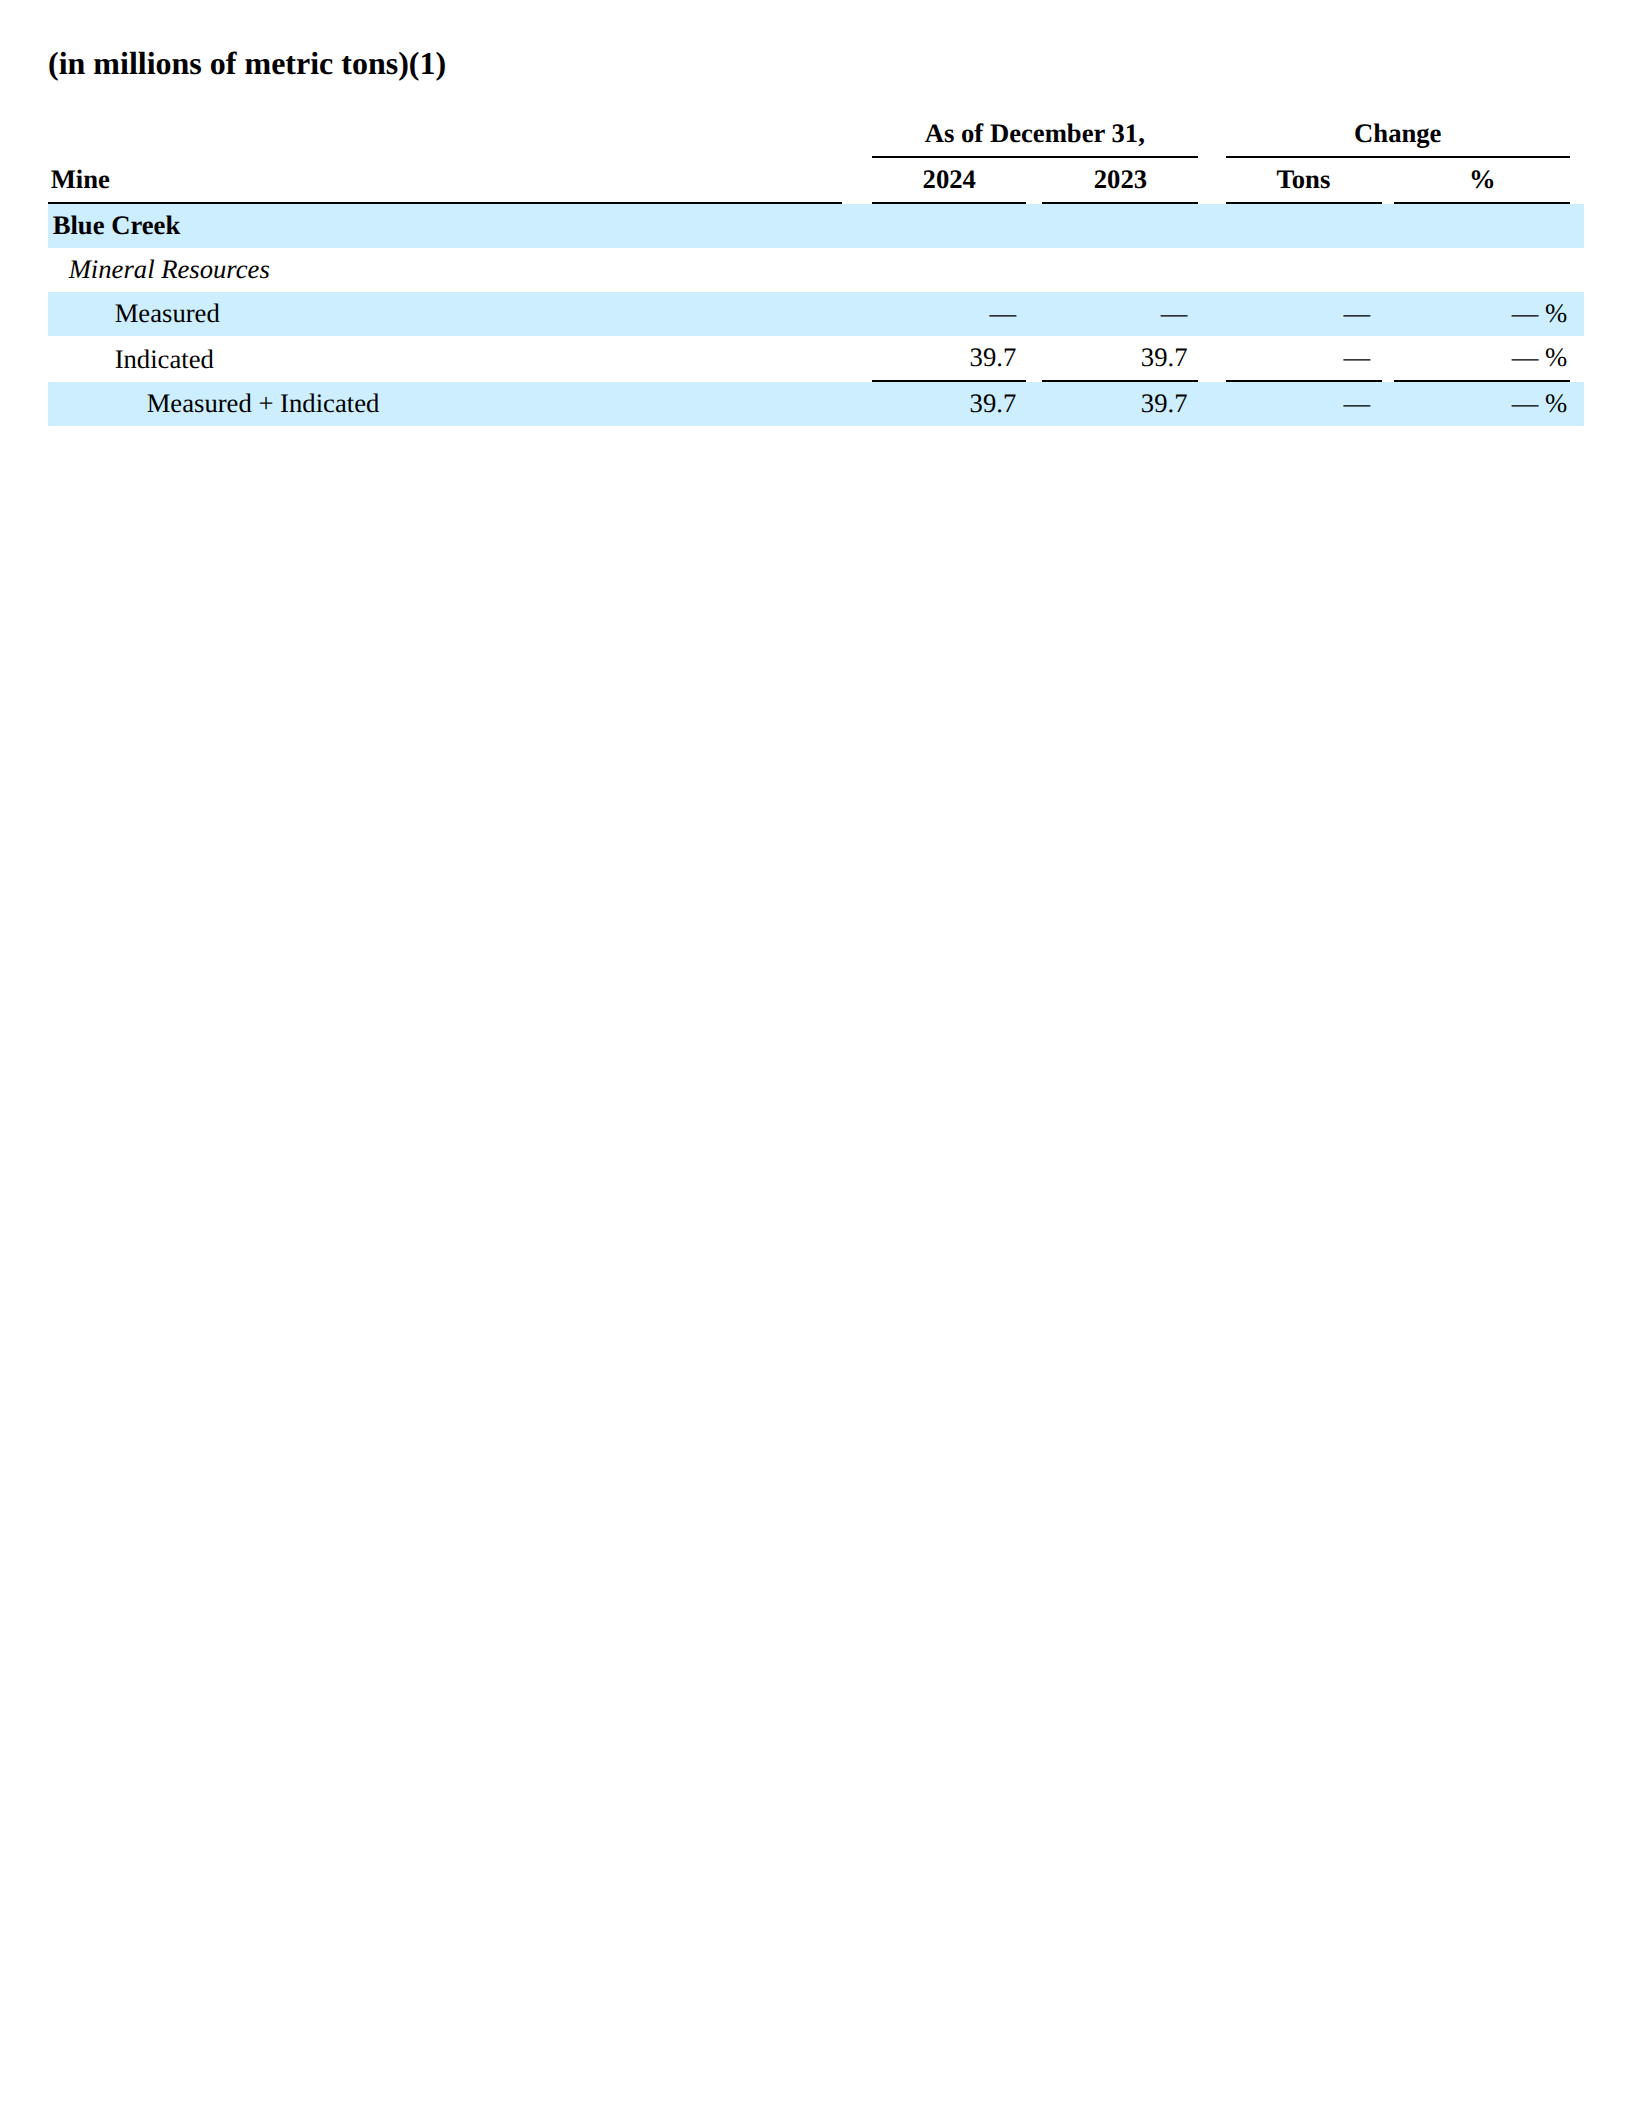 (in millions of metric tons)(1)
As of December 31, Change
Mine 2024 2023 Tons %
Blue Creek
Mineral Resources
Measured — — — — %
Indicated 39.7 39.7 — — %
Measured + Indicated 39.7 39.7 — — %